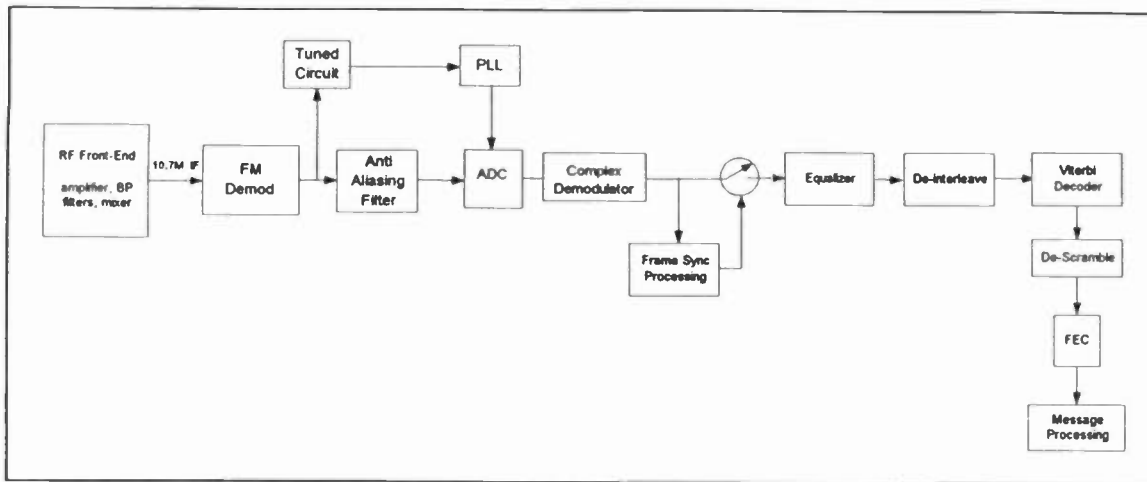 Tuned
Circuit
PLL
RF Front-End
amplifier, BP
filters, mixer
10.7M IF
FM
Demod
Anti
Aliasing
Filter
ADC
Complex
Demodulator
Frame Sync
Processing
Equalizer
De-interleave
Viterbi
Decoder
De-Scramble
FEC
Message
Processing